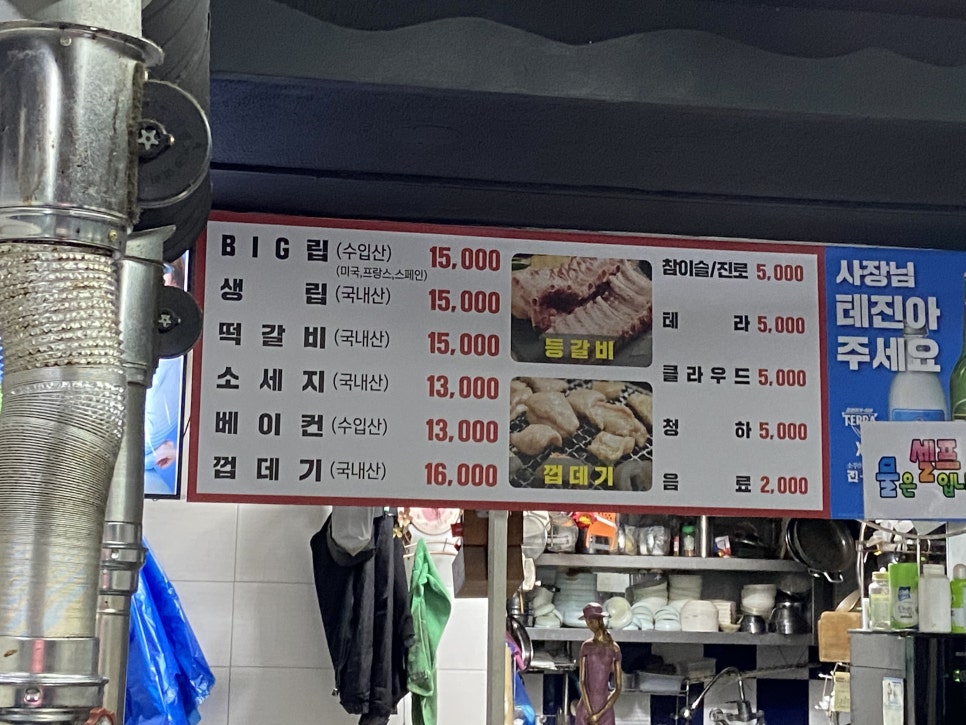 BIG립 (수입산) 15,000
(미국,프랑스,스페인)
생립 (국내산) 15,000
떡갈비 (국내산) 15,000
소세지 (국내산) 13,000
베이컨 (수입산) 13,000
껍데기 (국내산) 16,000
등갈비
껍데기
참이슬/진로 5,000
테라 5,000
클라우드 5,000
청하 5,000
음료 2,000
사장님
테진아
주세요
TERRA
물은 셀프